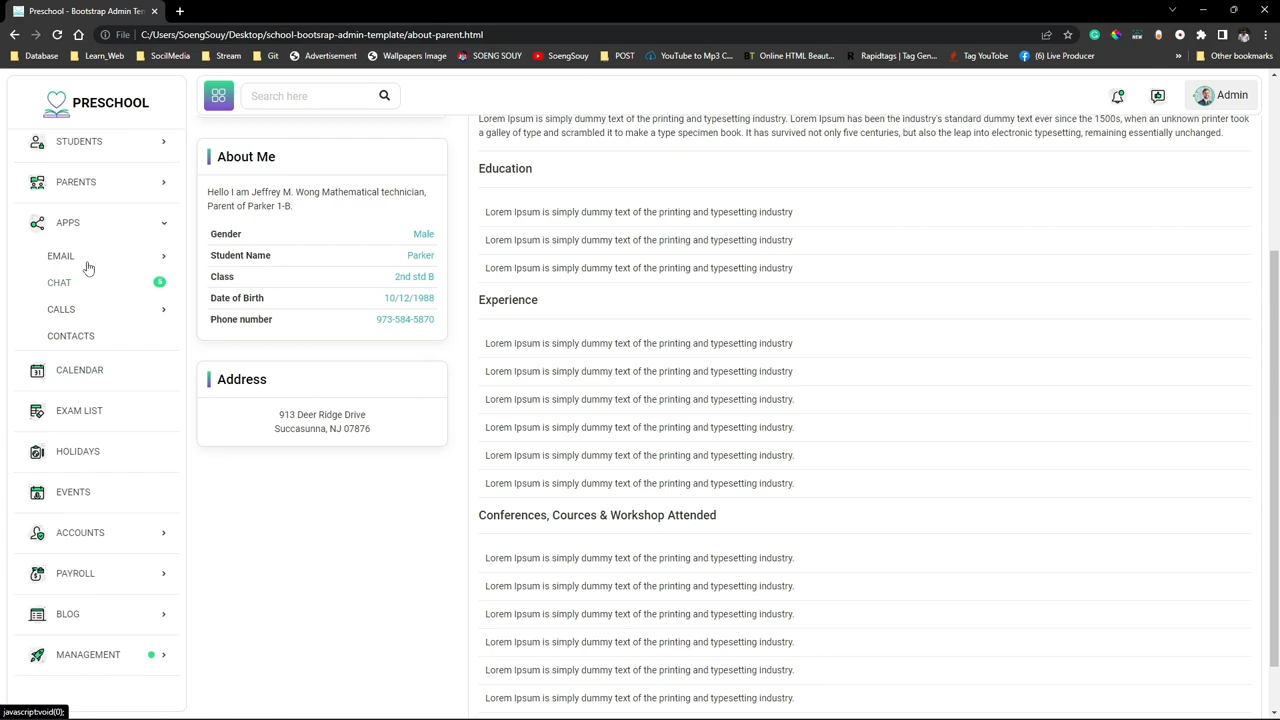 Preschool - Bootstrap Admin Tem
File C:/Users/SoengSouy/Desktop/school-bootsrap-admin-template/about-parent.html
Database Learn_Web SocilMedia Stream Git Advertisement Wallpapers Image SOENG SOUY SoengSouy POST YouTube to Mp3 C... Online HTML Beaut... Rapidtags | Tag Gen... Tag YouTube (6) Live Producer » Other bookmarks
PRESCHOOL
Search here
Admin
STUDENTS
PARENTS
APPS
EMAIL
CHAT 5
CALLS
CONTACTS
CALENDAR
EXAM LIST
HOLIDAYS
EVENTS
ACCOUNTS
PAYROLL
BLOG
MANAGEMENT
javascript:void(0);
About Me
Hello I am Jeffrey M. Wong Mathematical technician,
Parent of Parker 1-B.
Gender Male
Student Name Parker
Class 2nd std B
Date of Birth 10/12/1988
Phone number 973-584-5870
Address
913 Deer Ridge Drive
Succasunna, NJ 07876
Lorem Ipsum is simply dummy text of the printing and typesetting industry. Lorem Ipsum has been the industry's standard dummy text ever since the 1500s, when an unknown printer took
a galley of type and scrambled it to make a type specimen book. It has survived not only five centuries, but also the leap into electronic typesetting, remaining essentially unchanged.
Education
Lorem Ipsum is simply dummy text of the printing and typesetting industry
Lorem Ipsum is simply dummy text of the printing and typesetting industry
Lorem Ipsum is simply dummy text of the printing and typesetting industry
Experience
Lorem Ipsum is simply dummy text of the printing and typesetting industry
Lorem Ipsum is simply dummy text of the printing and typesetting industry
Lorem Ipsum is simply dummy text of the printing and typesetting industry.
Lorem Ipsum is simply dummy text of the printing and typesetting industry.
Lorem Ipsum is simply dummy text of the printing and typesetting industry.
Lorem Ipsum is simply dummy text of the printing and typesetting industry.
Conferences, Cources & Workshop Attended
Lorem Ipsum is simply dummy text of the printing and typesetting industry.
Lorem Ipsum is simply dummy text of the printing and typesetting industry.
Lorem Ipsum is simply dummy text of the printing and typesetting industry.
Lorem Ipsum is simply dummy text of the printing and typesetting industry.
Lorem Ipsum is simply dummy text of the printing and typesetting industry.
Lorem Ipsum is simply dummy text of the printing and typesetting industry.